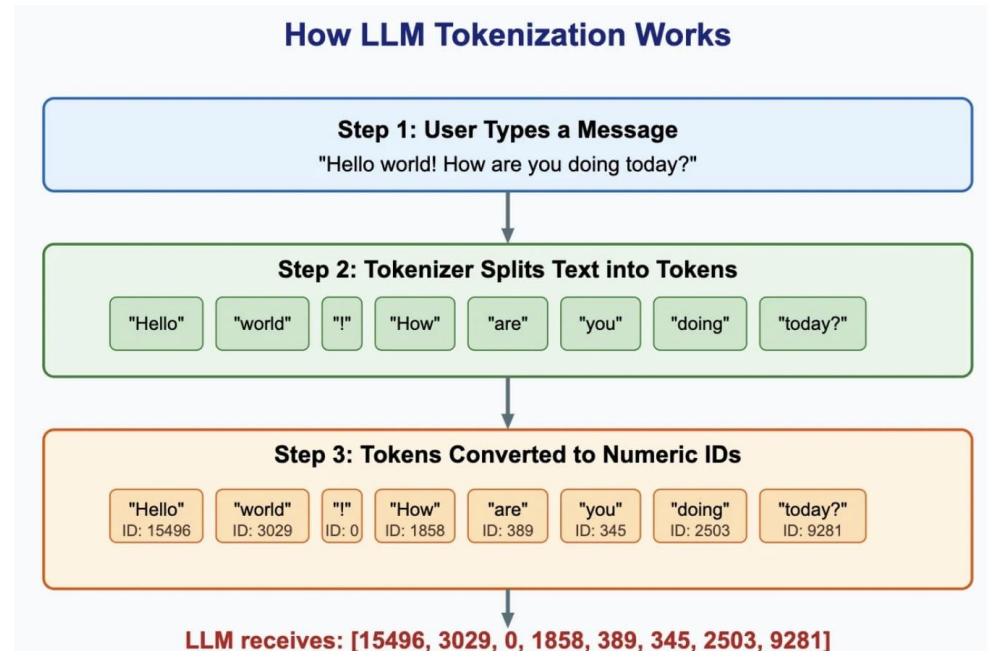 How LLM Tokenization Works
Step 1: User Types a Message
"Hello world! How are you doing today?"
Step 2: Tokenizer Splits Text into Tokens
"Hello" "world" "!" "How" "are" "you" "doing" "today?"
Step 3: Tokens Converted to Numeric IDs
"Hello" "world" "!" "How" "are" "you" "doing" "today?"
ID: 15496 ID: 3029 ID: 0 ID: 1858 ID: 389 ID: 345 ID: 2503 ID: 9281
LLM receives: [15496, 3029, 0, 1858, 389, 345, 2503, 9281]